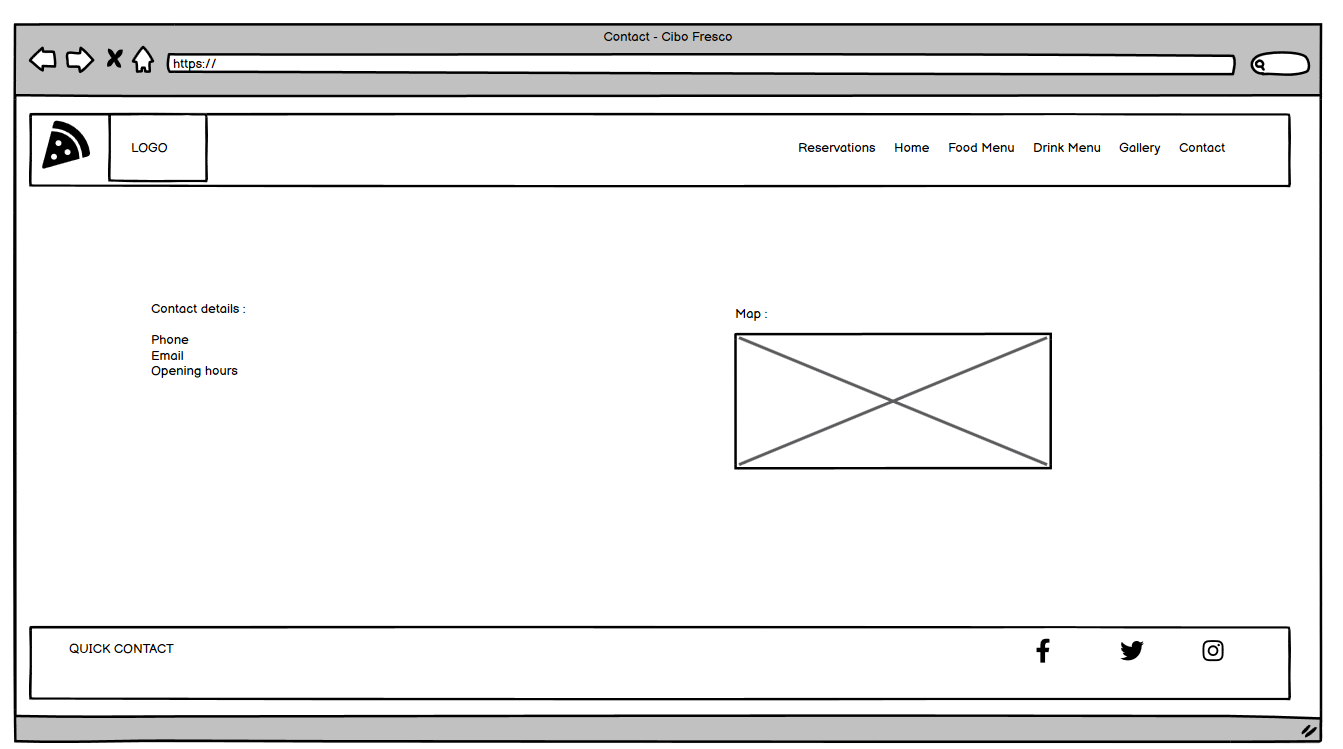 Contact - Cibo Fresco
https://
LOGO
Reservations Home Food Menu Drink Menu Gallery Contact
Contact details :
Phone
Email
Opening hours
Map :
QUICK CONTACT